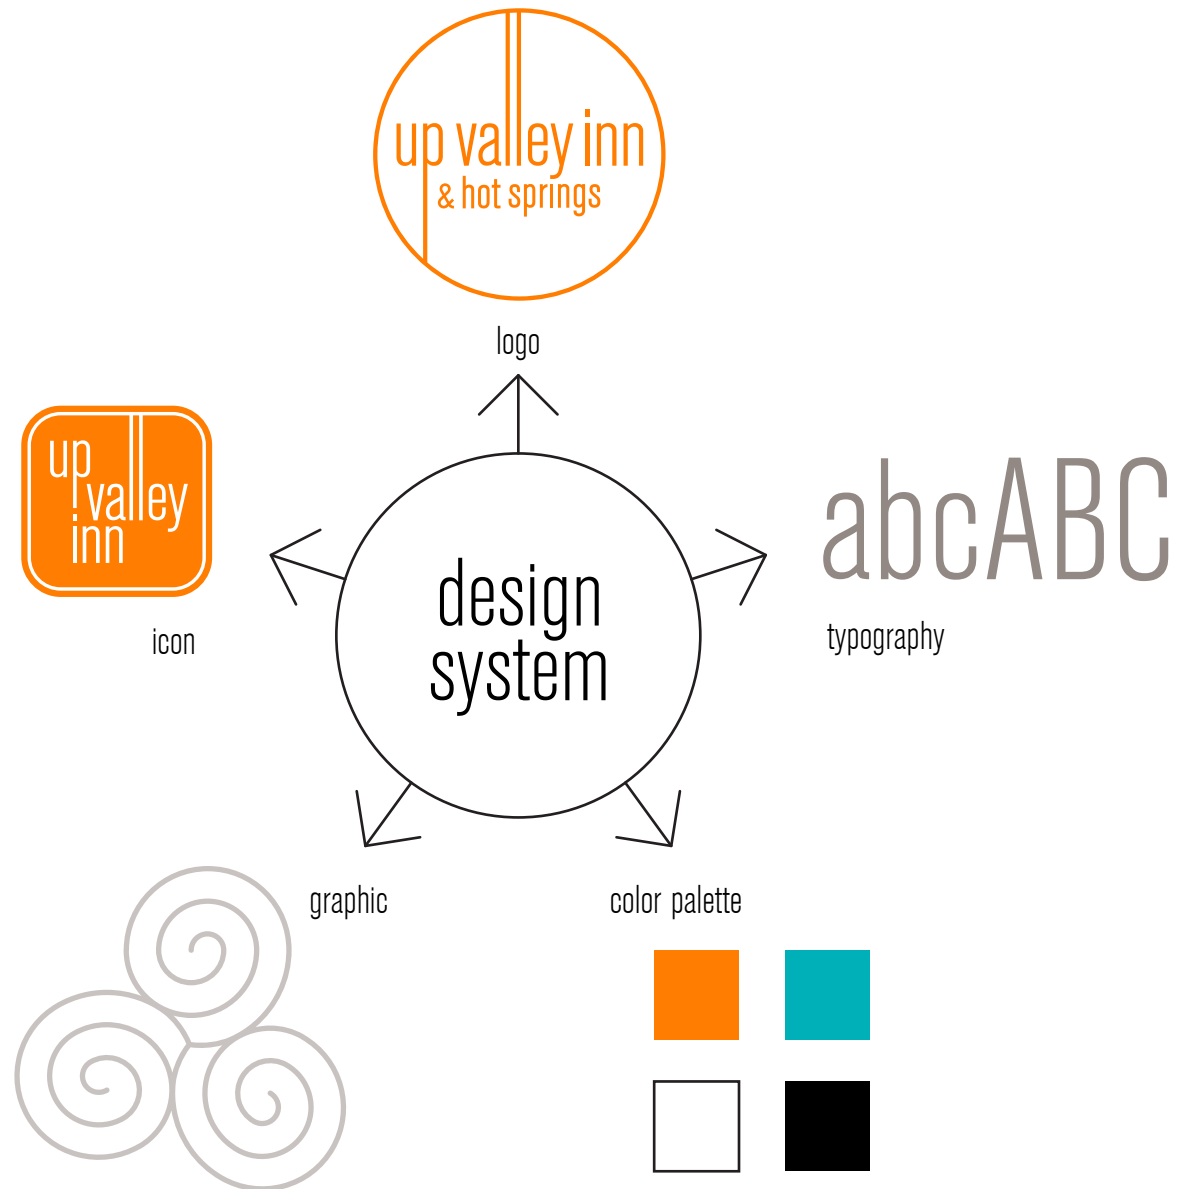 up valley inn
& hot springs
logo
up
valley
inn
icon
design
system
abcABC
typography
graphic
color palette